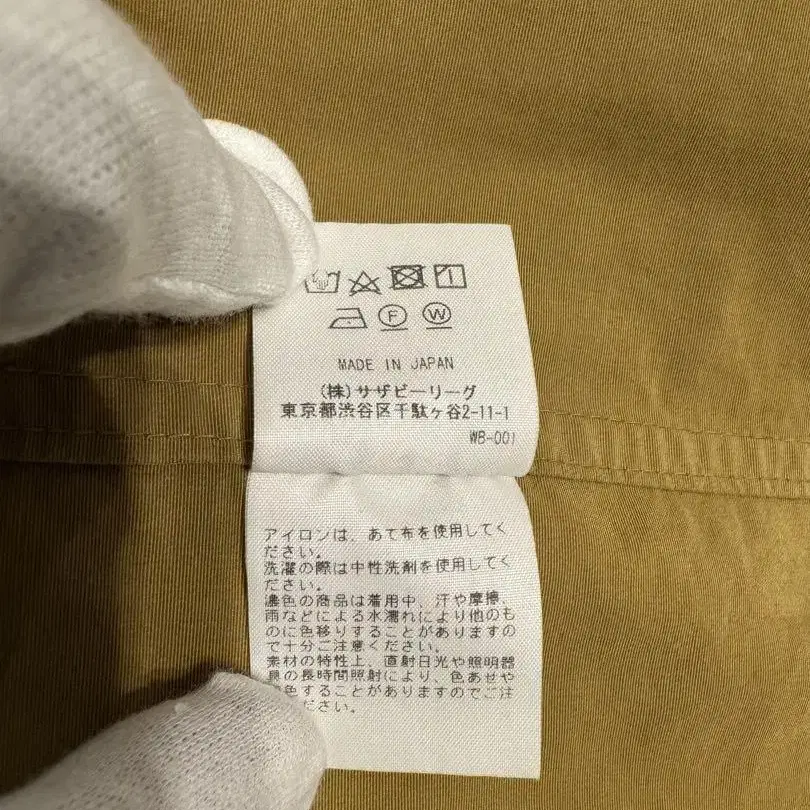 F W
MADE IN JAPAN
(株)サザビーリーグ
東京都渋谷区千駄ヶ谷2-11-1
WB-001
アイロンは、あて布を使用してく
ださい。
洗濯の際は中性洗剤を使用してく
ださい。
濃色の商品は着用中、汗や摩擦、
雨などによる水濡れにより他のも
のに色移りすることがありますの
で十分ご注意ください。
素材の特性上、直射日光や照明器
具の長時間照射により、色あせや
色することがありますのでご注
ださい。